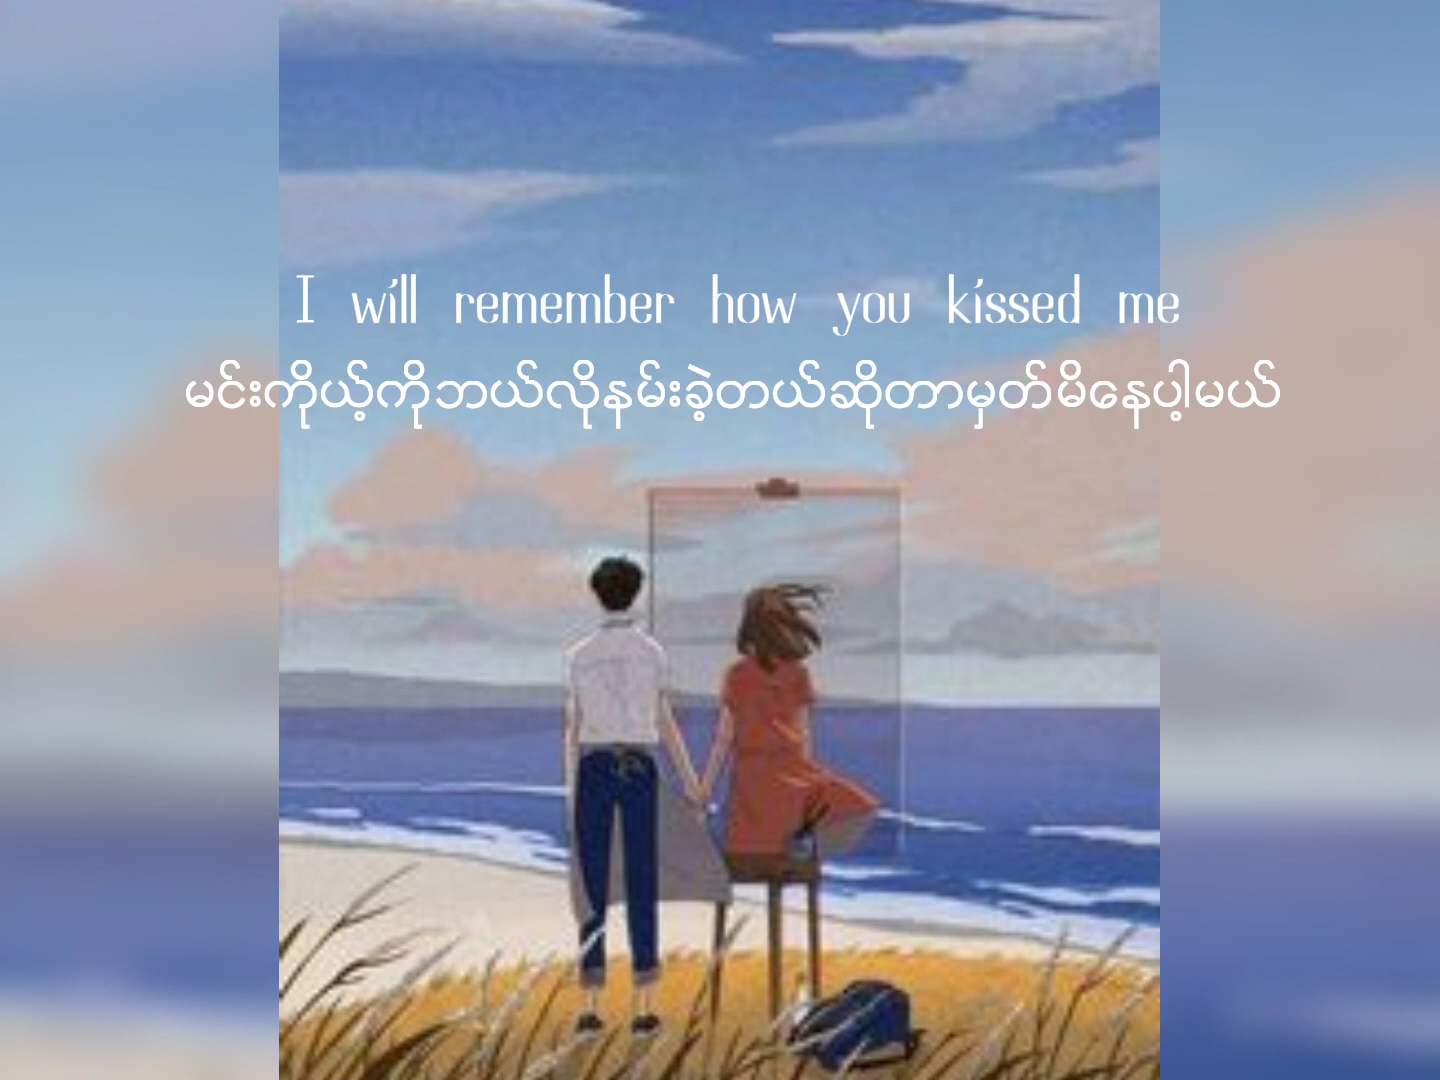 I will remember how you kissed me
မင်းကိုယ့်ကိုဘယ်လိုနမ်းခဲ့တယ်ဆိုတာမှတ်မိနေပါ့မယ်